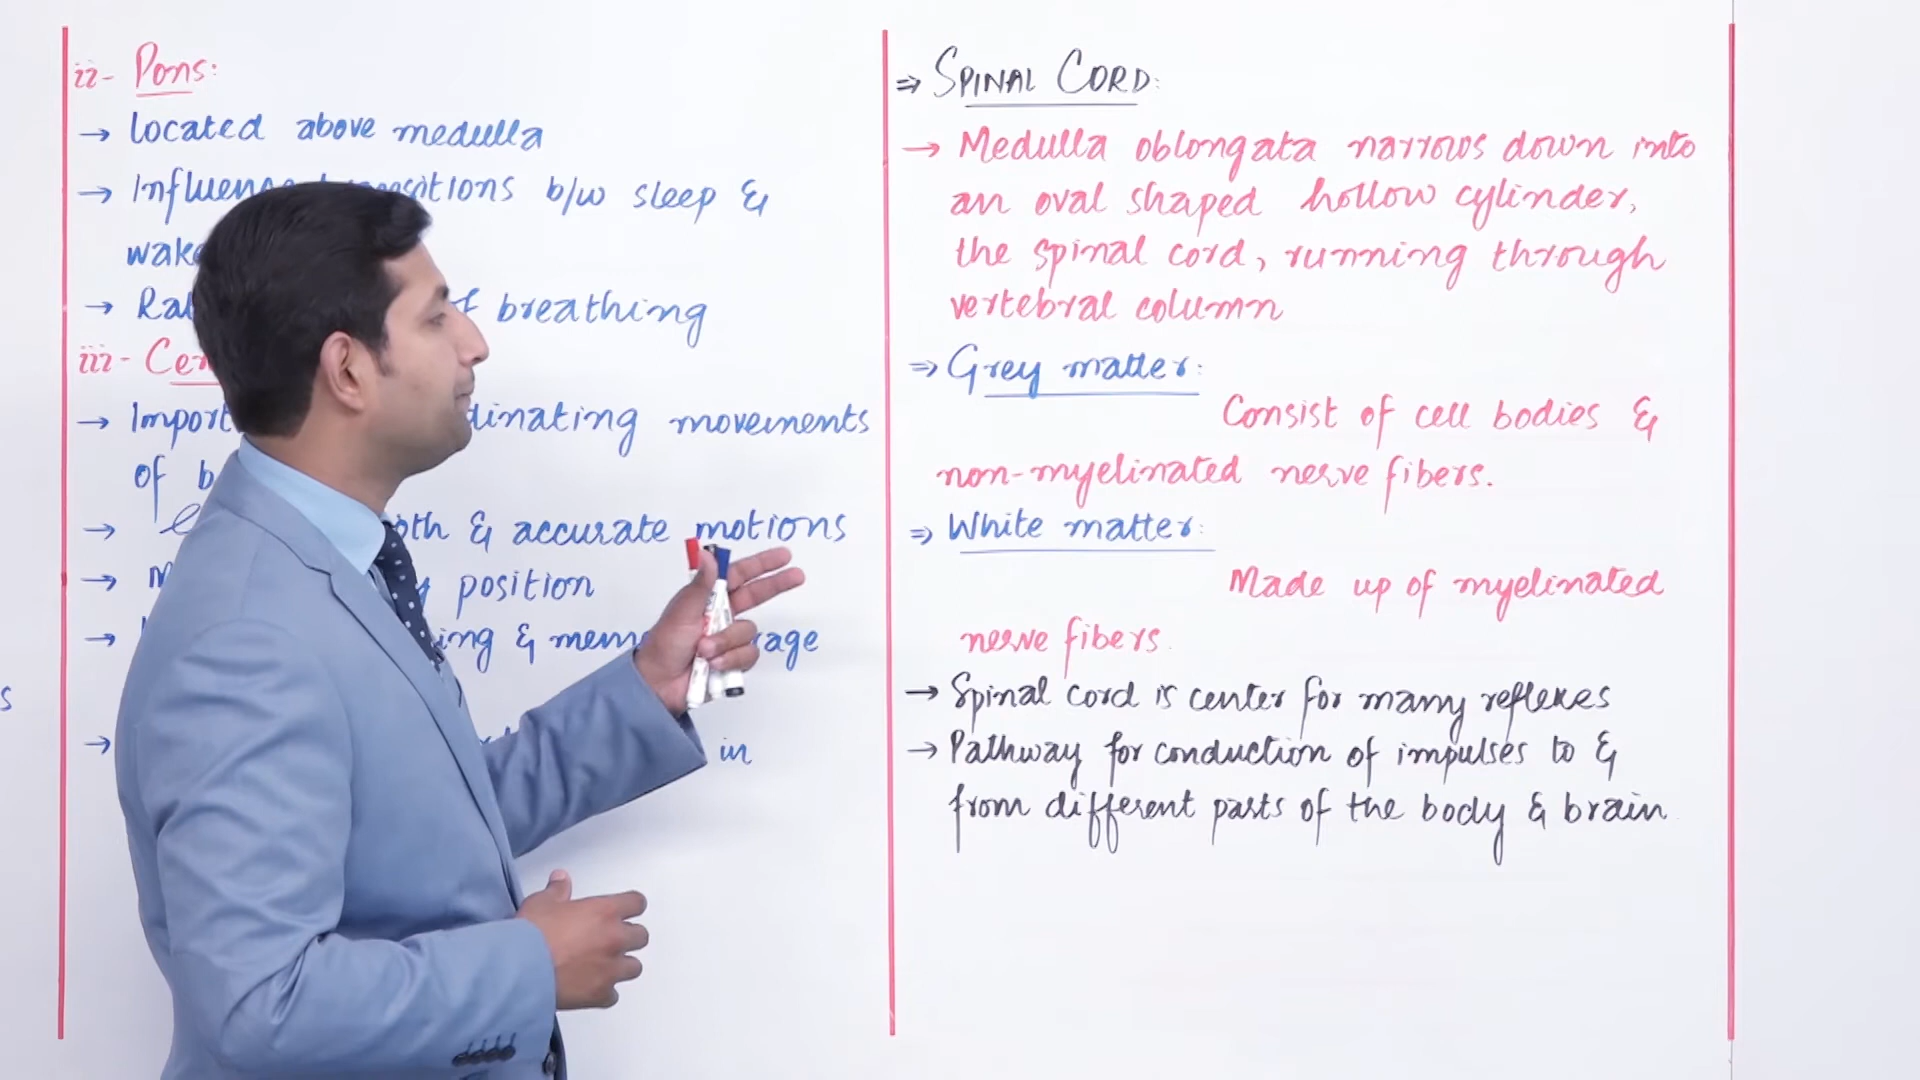 ii- Pons:
→ located above medulla
→ Influence sitions b/w sleep &
wake
→ Ra of breathing
iii- Cer
→ Import dinating movements
of b
→ oth & accurate motions
→ M position
→ ing & mem age
s
→ in
⇒ SPINAL CORD:
→ Medulla oblongata narrows down into
an oval shaped hollow cylinder,
the spinal cord, running through
vertebral column
⇒ Grey matter:
Consist of cell bodies &
non-myelinated nerve fibers.
⇒ White matter:
Made up of myelinated
nerve fibers.
→ Spinal cord is center for many reflexes
→ Pathway for conduction of impulses to &
from different parts of the body & brain